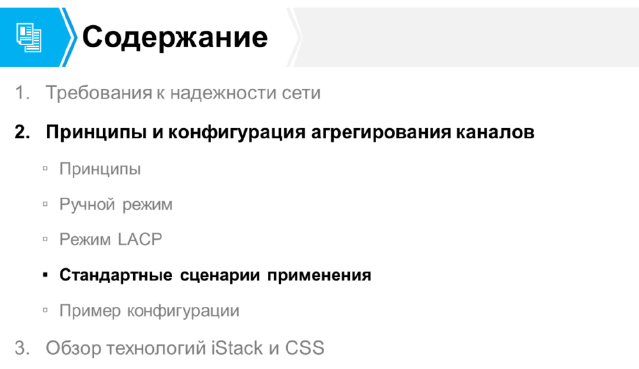 Содержание
1. Требования к надежности сети
2. Принципы и конфигурация агрегирования каналов
▫ Принципы
▫ Ручной режим
▫ Режим LACP
▪ Стандартные сценарии применения
▫ Пример конфигурации
3. Обзор технологий iStack и CSS